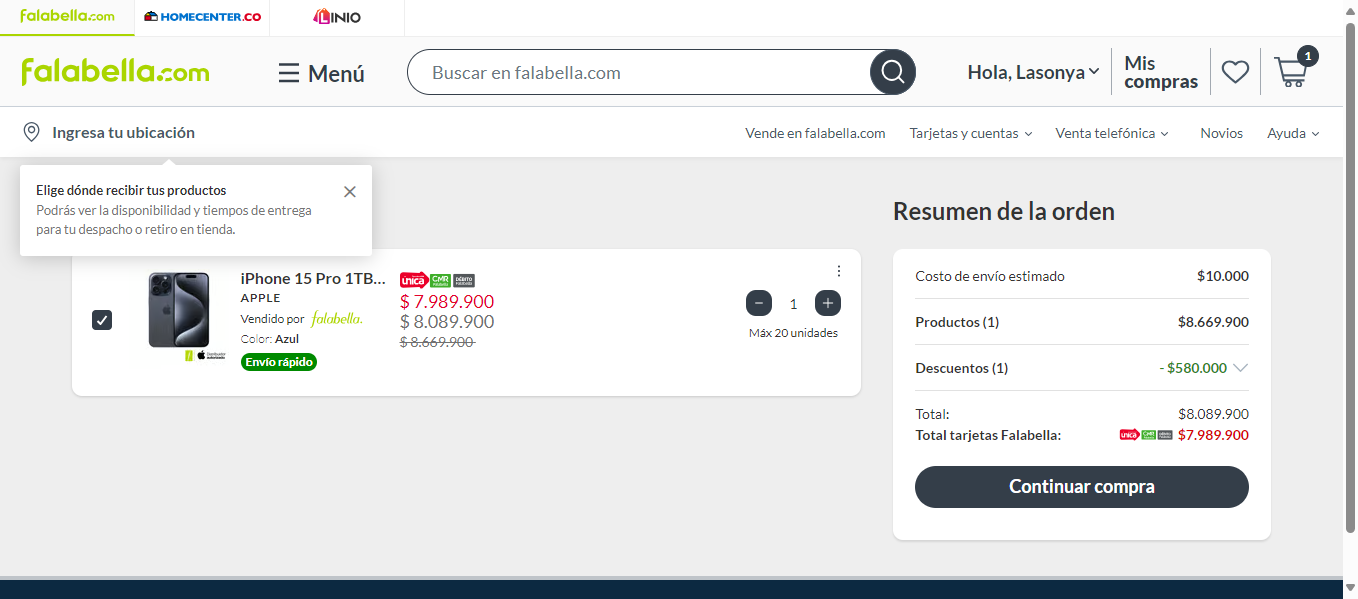 falabella.com
HOMECENTER.CO
LINIO
falabella.com
Menú
Buscar en falabella.com
Hola, Lasonya
Mis
compras
1
Ingresa tu ubicación
Vende en falabella.com
Tarjetas y cuentas
Venta telefónica
Novios
Ayuda
Elige dónde recibir tus productos
Podrás ver la disponibilidad y tiempos de entrega
para tu despacho o retiro en tienda.
iPhone 15 Pro 1TB...
APPLE
Vendido por falabella.
Color: Azul
Envío rápido
única CMR DÉBITO
$ 7.989.900
$ 8.089.900
$ 8.669.900
1
Máx 20 unidades
Resumen de la orden
Costo de envío estimado $10.000
Productos (1) $8.669.900
Descuentos (1) - $580.000
Total: $8.089.900
Total tarjetas Falabella: única CMR $7.989.900
Continuar compra